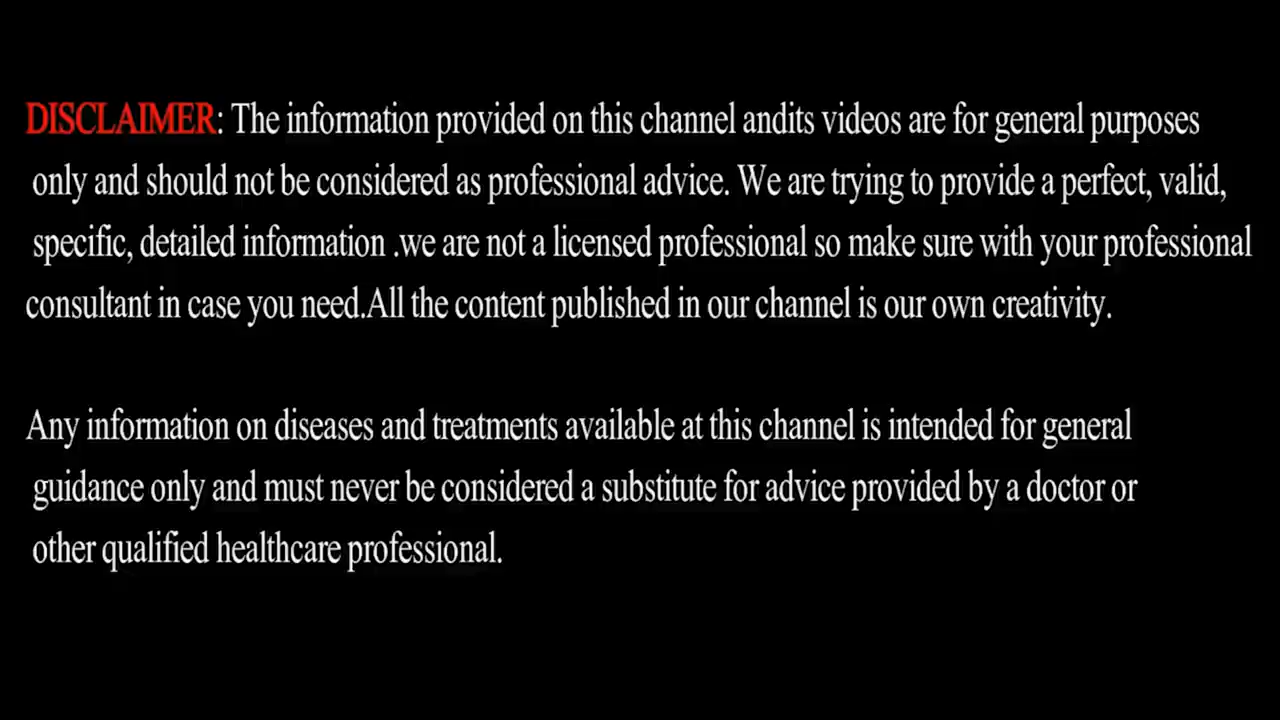 DISCLAIMER: The information provided on this channel andits videos are for general purposes
only and should not be considered as professional advice. We are trying to provide a perfect, valid,
specific, detailed information .we are not a licensed professional so make sure with your professional
consultant in case you need.All the content published in our channel is our own creativity.
Any information on diseases and treatments available at this channel is intended for general
guidance only and must never be considered a substitute for advice provided by a doctor or
other qualified healthcare professional.